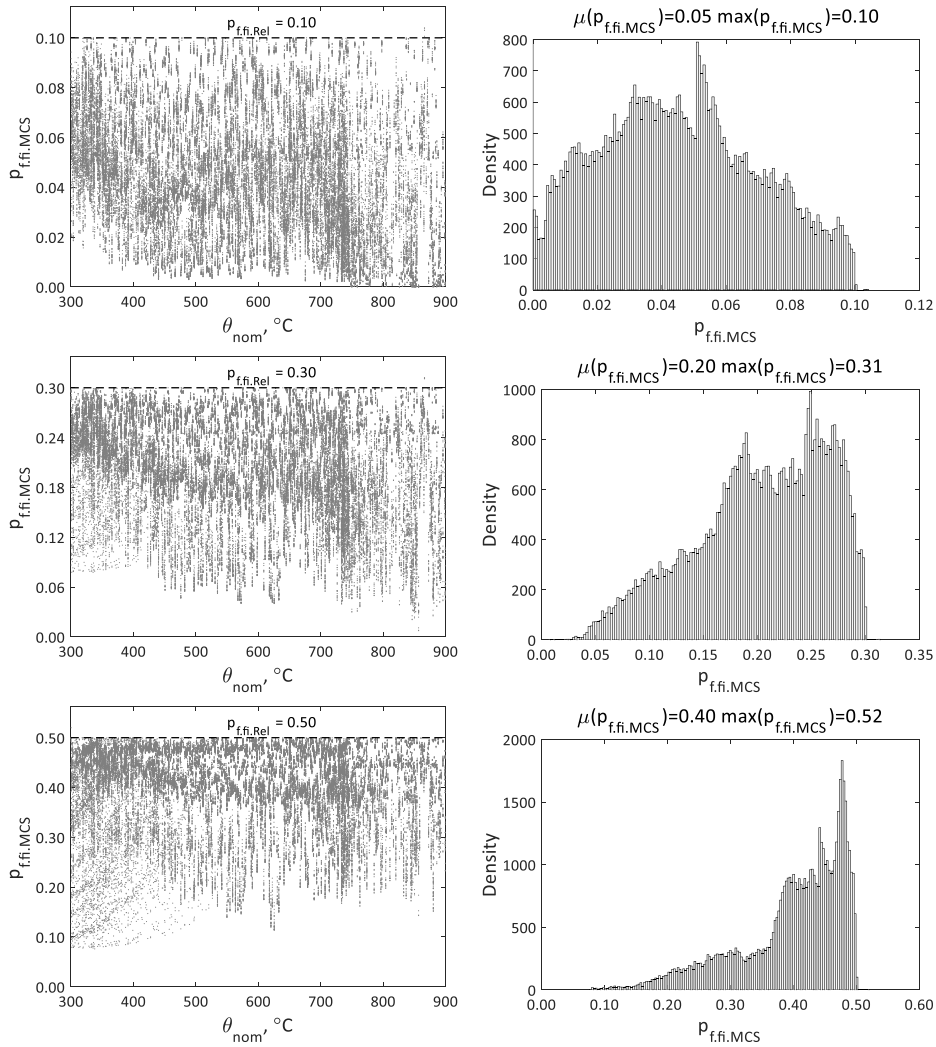 p_f.fi.Rel = 0.10
0.10
0.08
0.06
0.04
0.02
0.00
p_f.fi.MCS
300 400 500 600 700 800 900
θ_nom, °C
μ(p_f.fi.MCS)=0.05 max(p_f.fi.MCS)=0.10
800
700
600
500
400
300
200
100
0
Density
0.00 0.02 0.04 0.06 0.08 0.10 0.12
p_f.fi.MCS
p_f.fi.Rel = 0.30
0.30
0.24
0.18
0.12
0.06
0.00
p_f.fi.MCS
300 400 500 600 700 800 900
θ_nom, °C
μ(p_f.fi.MCS)=0.20 max(p_f.fi.MCS)=0.31
1000
800
600
400
200
0
Density
0.00 0.05 0.10 0.15 0.20 0.25 0.30 0.35
p_f.fi.MCS
p_f.fi.Rel = 0.50
0.50
0.40
0.30
0.20
0.10
0.00
p_f.fi.MCS
300 400 500 600 700 800 900
θ_nom, °C
μ(p_f.fi.MCS)=0.40 max(p_f.fi.MCS)=0.52
2000
1500
1000
500
0
Density
0.00 0.10 0.20 0.30 0.40 0.50 0.60
p_f.fi.MCS